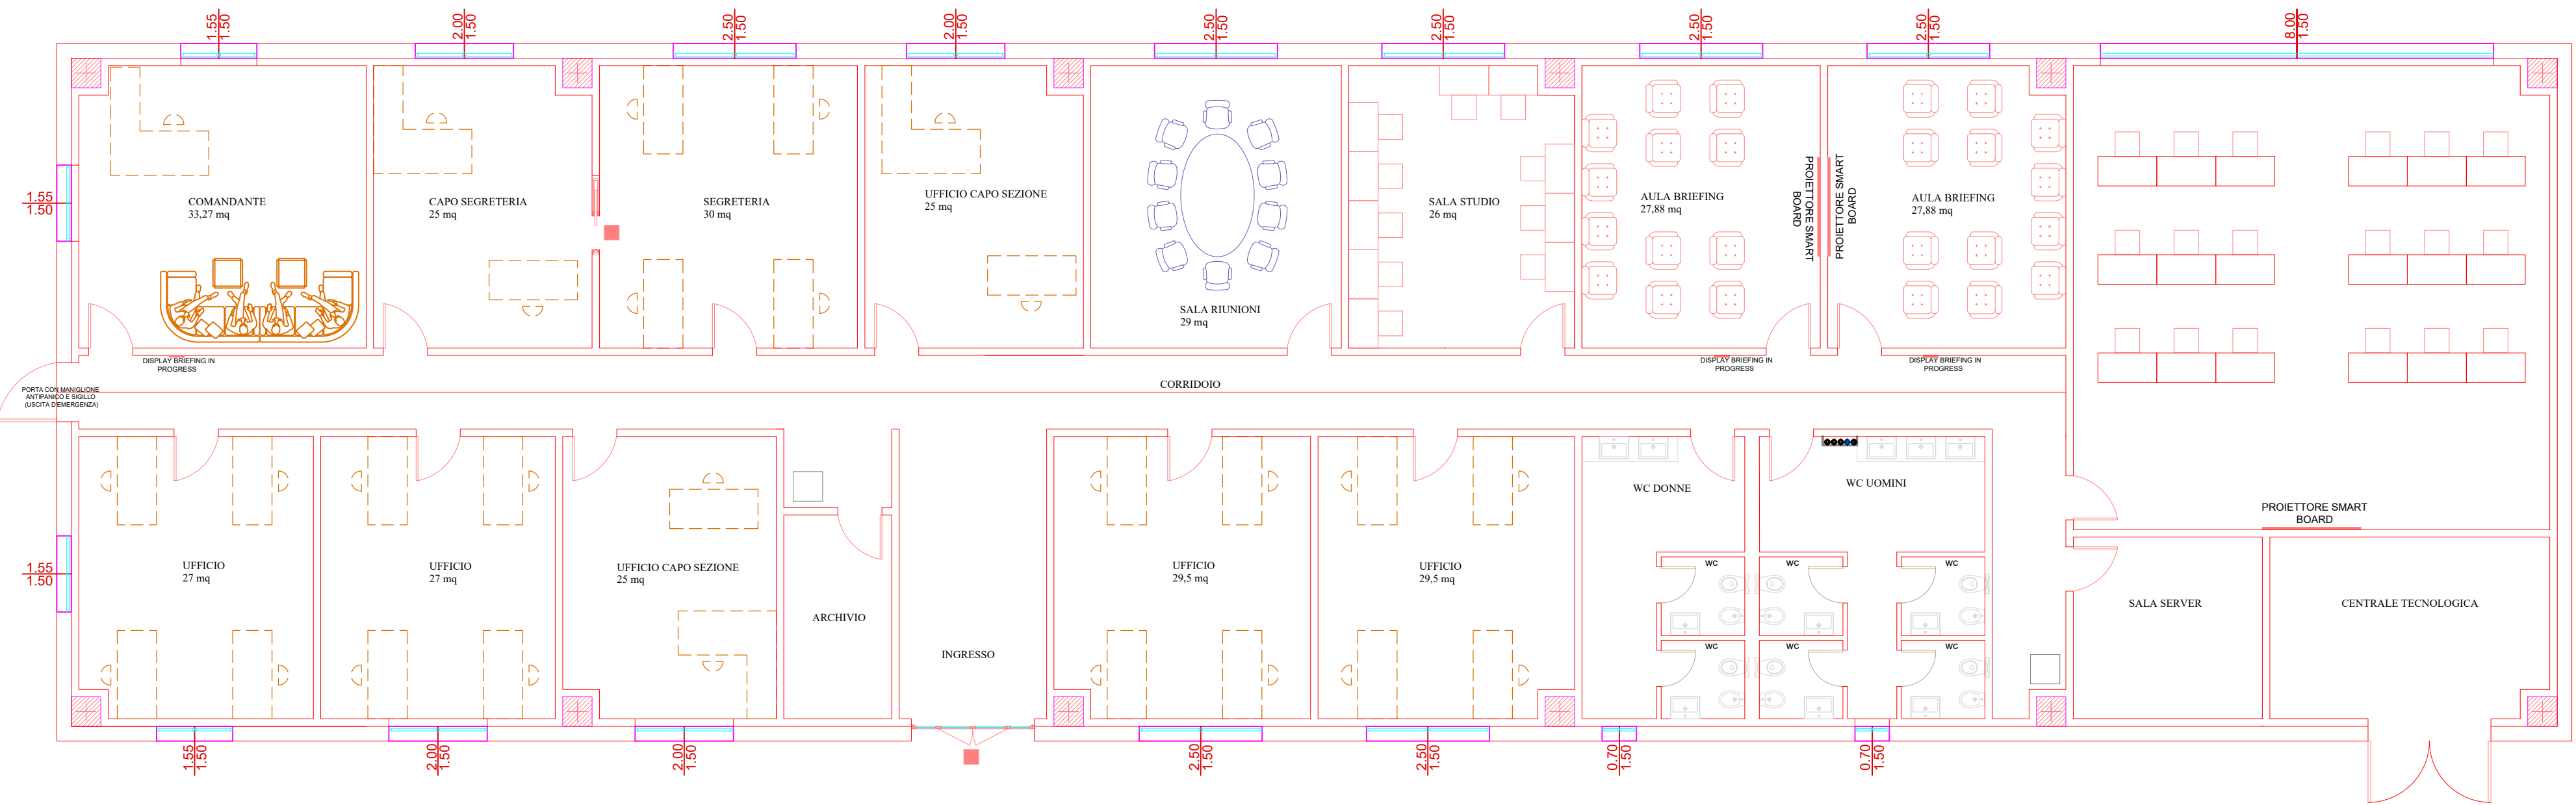 1.55
1.50
2.00
1.50
2.50
1.50
2.00
1.50
2.50
1.50
2.50
1.50
2.50
1.50
2.50
1.50
8.00
1.50
1.55
1.50
COMANDANTE
33,27 mq
CAPO SEGRETERIA
25 mq
SEGRETERIA
30 mq
UFFICIO CAPO SEZIONE
25 mq
SALA RIUNIONI
29 mq
SALA STUDIO
26 mq
AULA BRIEFING
27,88 mq
PROIETTORE SMART
BOARD
PROIETTORE SMART
BOARD
AULA BRIEFING
27,88 mq
DISPLAY BRIEFING IN
PROGRESS
DISPLAY BRIEFING IN
PROGRESS
DISPLAY BRIEFING IN
PROGRESS
PORTA CON MANIGLIONE
ANTIPANICO E SIGILLO
(USCITA D'EMERGENZA)
CORRIDOIO
WC DONNE
WC UOMINI
PROIETTORE SMART
BOARD
1.55
1.50
UFFICIO
27 mq
UFFICIO
27 mq
UFFICIO CAPO SEZIONE
25 mq
ARCHIVIO
INGRESSO
UFFICIO
29,5 mq
UFFICIO
29,5 mq
WC
WC
WC
WC
WC
WC
SALA SERVER
CENTRALE TECNOLOGICA
1.55
1.50
2.00
1.50
2.00
1.50
2.50
1.50
2.50
1.50
0.70
1.50
0.70
1.50